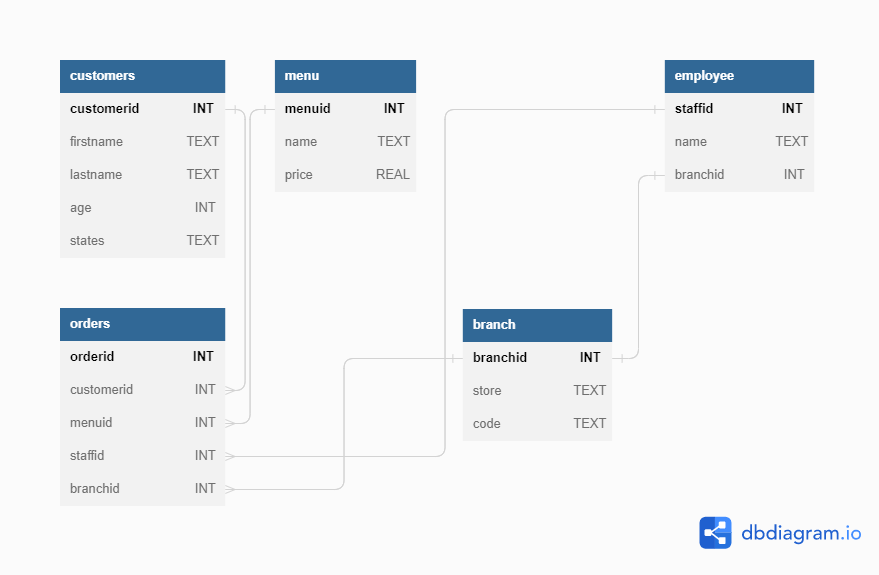 customers
customerid INT
firstname TEXT
lastname TEXT
age INT
states TEXT
menu
menuid INT
name TEXT
price REAL
employee
staffid INT
name TEXT
branchid INT
orders
orderid INT
customerid INT
menuid INT
staffid INT
branchid INT
branch
branchid INT
store TEXT
code TEXT
dbdiagram.io